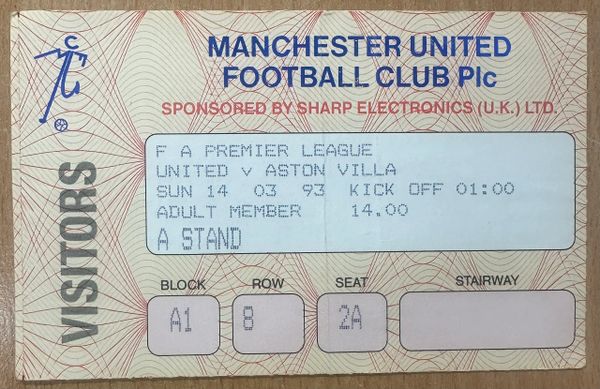 MANCHESTER UNITED
FOOTBALL CLUB Plc
SPONSORED BY SHARP ELECTRONICS (U.K.) LTD.
VISITORS
F A PREMIER LEAGUE
UNITED v ASTON VILLA
SUN 14 03 93 KICK OFF 01:00
ADULT MEMBER 14.00
A STAND
BLOCK ROW SEAT STAIRWAY
A1 8 2A